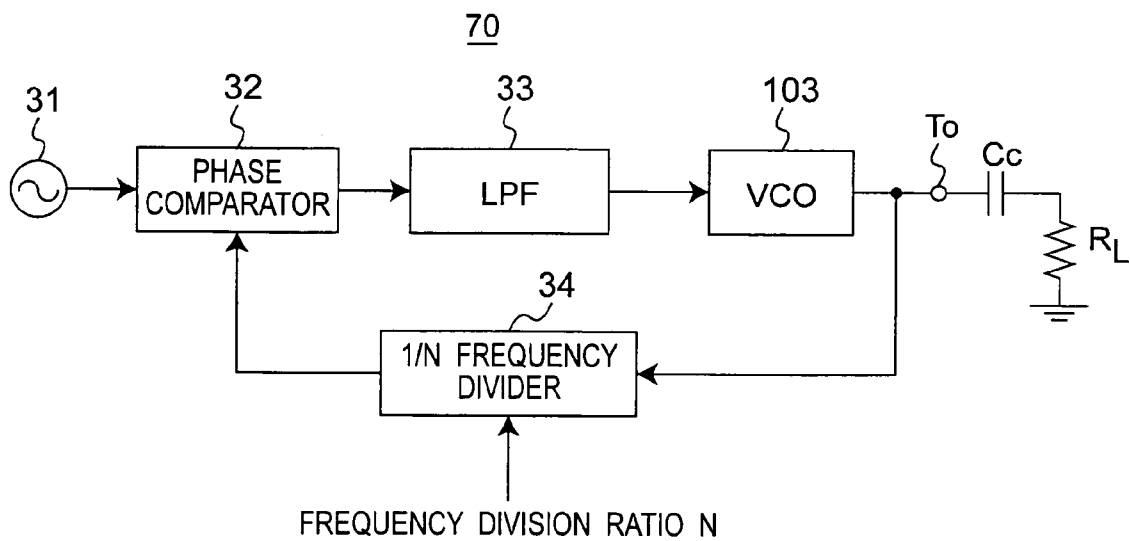 70
31
32
33
103
To
Cc
PHASE
COMPARATOR
LPF
VCO
RL
34
1/N FREQUENCY
DIVIDER
FREQUENCY DIVISION RATIO N